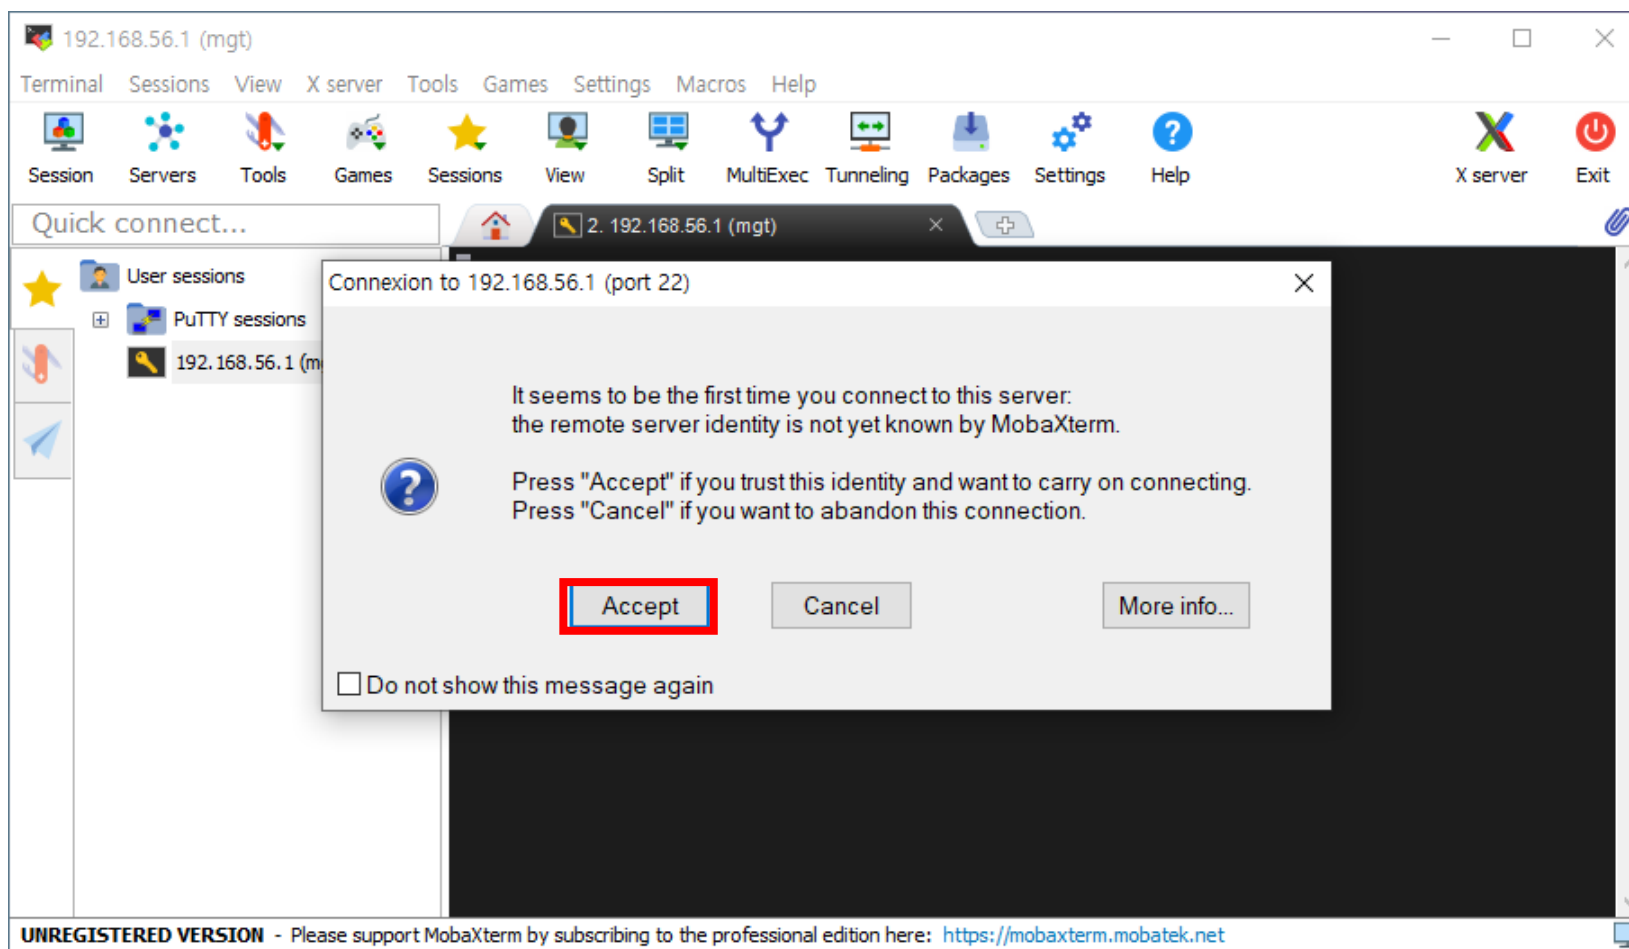 192.168.56.1 (mgt)
Terminal Sessions View X server Tools Games Settings Macros Help
Session Servers Tools Games Sessions View Split MultiExec Tunneling Packages Settings Help X server Exit
Quick connect...
2. 192.168.56.1 (mgt)
User sessions
PuTTY sessions
192.168.56.1 (m
Connexion to 192.168.56.1 (port 22)
It seems to be the first time you connect to this server:
the remote server identity is not yet known by MobaXterm.
Press "Accept" if you trust this identity and want to carry on connecting.
Press "Cancel" if you want to abandon this connection.
Accept Cancel More info...
Do not show this message again
UNREGISTERED VERSION - Please support MobaXterm by subscribing to the professional edition here: https://mobaxterm.mobatek.net